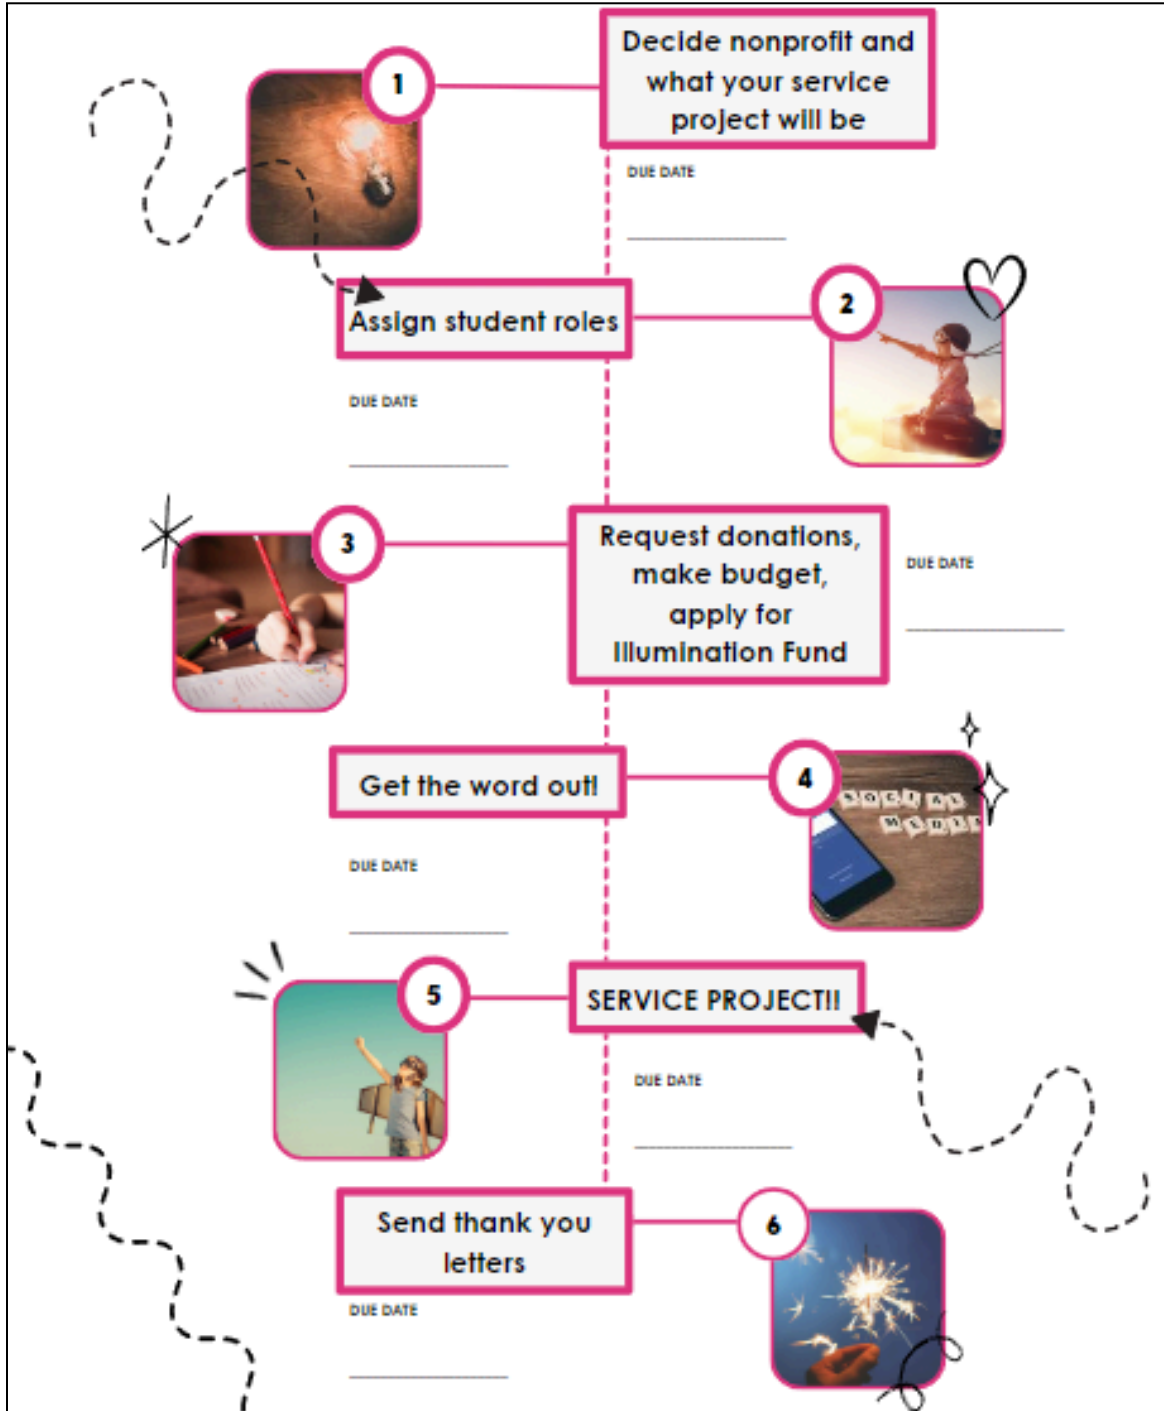 1
Decide nonprofit and
what your service
project will be
DUE DATE
Assign student roles
2
DUE DATE
3
Request donations,
make budget,
apply for
Illumination Fund
DUE DATE
Get the word out!
4
SOCIAL
MEDI
DUE DATE
5
SERVICE PROJECT!!
DUE DATE
Send thank you
letters
6
DUE DATE